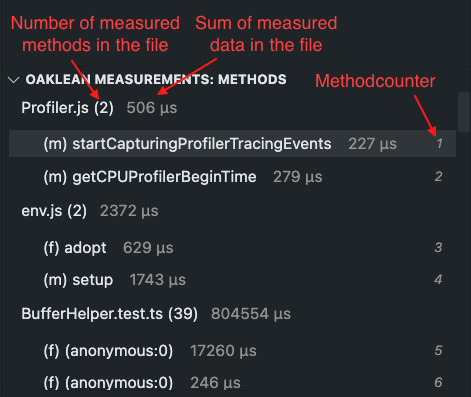 Number of measured methods in the file
Sum of measured data in the file
Methodcounter
OAKLEAN MEASUREMENTS: METHODS
Profiler.js (2) 506 µs
(m) startCapturingProfilerTracingEvents 227 µs 1
(m) getCPUProfilerBeginTime 279 µs 2
env.js (2) 2372 µs
(f) adopt 629 µs 3
(m) setup 1743 µs 4
BufferHelper.test.ts (39) 804554 µs
(f) (anonymous:0) 17260 µs 5
(f) (anonymous:0) 246 µs 6